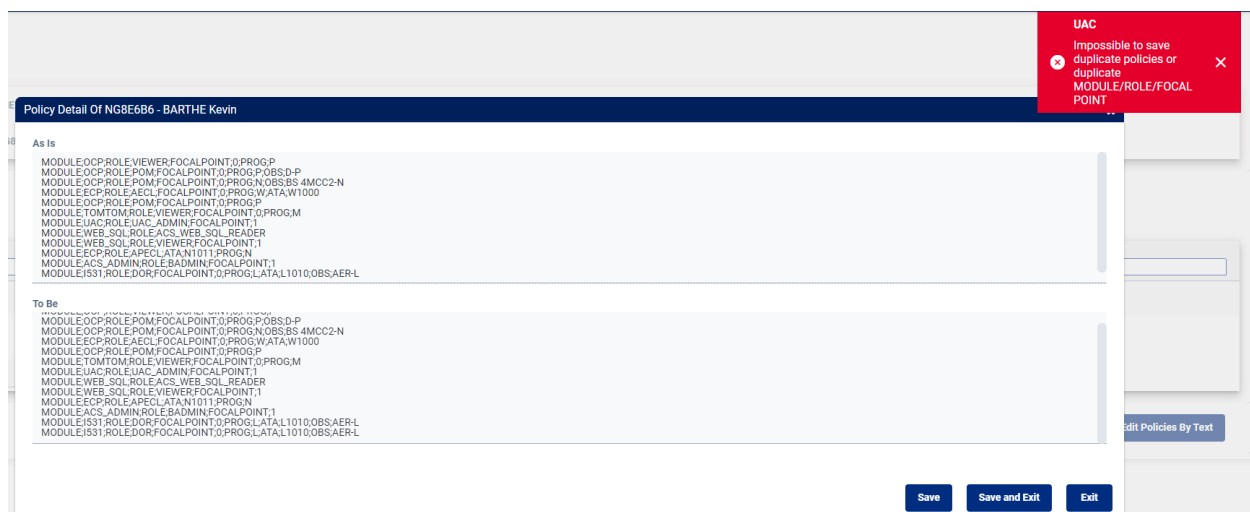 UAC
Impossible to save
duplicate policies or
duplicate
MODULE/ROLE/FOCAL
POINT
Policy Detail Of NG8E6B6 - BARTHE Kevin
As Is
MODULE;OCP;ROLE;VIEWER;FOCALPOINT;0;PROG;P
MODULE;OCP;ROLE;POM;FOCALPOINT;0;PROG;P;OBS;D-P
MODULE;OCP;ROLE;POM;FOCALPOINT;0;PROG;N;OBS;BS 4MCC2-N
MODULE;ECP;ROLE;AECL;FOCALPOINT;0;PROG;W;ATA;W1000
MODULE;OCP;ROLE;POM;FOCALPOINT;0;PROG;P
MODULE;TOMTOM;ROLE;VIEWER;FOCALPOINT;0;PROG;M
MODULE;UAC;ROLE;UAC_ADMIN;FOCALPOINT;1
MODULE;WEB_SQL;ROLE;ACS_WEB_SQL_READER
MODULE;WEB_SQL;ROLE;VIEWER;FOCALPOINT;1
MODULE;ECP;ROLE;APECL;ATA;N1011;PROG;N
MODULE;ACS_ADMIN;ROLE;BADMIN;FOCALPOINT;1
MODULE;I531;ROLE;DOR;FOCALPOINT;0;PROG;L;ATA;L1010;OBS;AER-L
To Be
MODULE;OCP;ROLE;VIEWER;FOCALPOINT;0;PROG;P
MODULE;OCP;ROLE;POM;FOCALPOINT;0;PROG;P;OBS;D-P
MODULE;OCP;ROLE;POM;FOCALPOINT;0;PROG;N;OBS;BS 4MCC2-N
MODULE;ECP;ROLE;AECL;FOCALPOINT;0;PROG;W;ATA;W1000
MODULE;OCP;ROLE;POM;FOCALPOINT;0;PROG;P
MODULE;TOMTOM;ROLE;VIEWER;FOCALPOINT;0;PROG;M
MODULE;UAC;ROLE;UAC_ADMIN;FOCALPOINT;1
MODULE;WEB_SQL;ROLE;ACS_WEB_SQL_READER
MODULE;WEB_SQL;ROLE;VIEWER;FOCALPOINT;1
MODULE;ECP;ROLE;APECL;ATA;N1011;PROG;N
MODULE;ACS_ADMIN;ROLE;BADMIN;FOCALPOINT;1
MODULE;I531;ROLE;DOR;FOCALPOINT;0;PROG;L;ATA;L1010;OBS;AER-L
MODULE;I531;ROLE;DOR;FOCALPOINT;0;PROG;L;ATA;L1010;OBS;AER-L
Edit Policies By Text
Save
Save and Exit
Exit